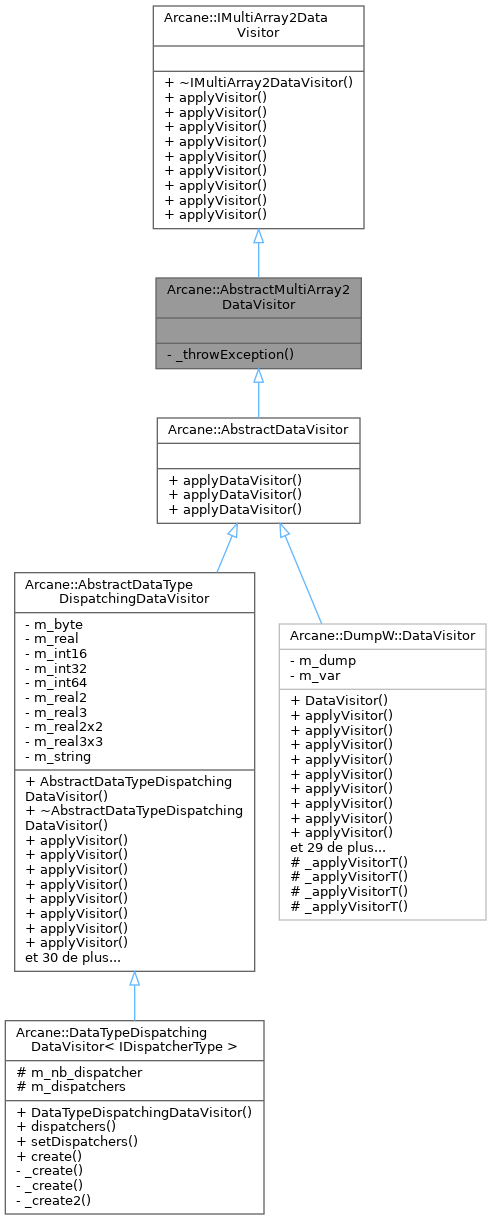 Arcane::IMultiArray2Data
Visitor
+ ~IMultiArray2DataVisitor()
+ applyVisitor()
+ applyVisitor()
+ applyVisitor()
+ applyVisitor()
+ applyVisitor()
+ applyVisitor()
+ applyVisitor()
+ applyVisitor()
+ applyVisitor()
Arcane::AbstractMultiArray2
DataVisitor
- _throwException()
Arcane::AbstractDataVisitor
+ applyDataVisitor()
+ applyDataVisitor()
+ applyDataVisitor()
Arcane::AbstractDataType
DispatchingDataVisitor
- m_byte
- m_real
- m_int16
- m_int32
- m_int64
- m_real2
- m_real3
- m_real2x2
- m_real3x3
- m_string
+ AbstractDataTypeDispatching
DataVisitor()
+ ~AbstractDataTypeDispatching
DataVisitor()
+ applyVisitor()
+ applyVisitor()
+ applyVisitor()
+ applyVisitor()
+ applyVisitor()
+ applyVisitor()
+ applyVisitor()
+ applyVisitor()
et 30 de plus...
Arcane::DumpW::DataVisitor
- m_dump
- m_var
+ DataVisitor()
+ applyVisitor()
+ applyVisitor()
+ applyVisitor()
+ applyVisitor()
+ applyVisitor()
+ applyVisitor()
+ applyVisitor()
+ applyVisitor()
+ applyVisitor()
et 29 de plus...
# _applyVisitorT()
# _applyVisitorT()
# _applyVisitorT()
# _applyVisitorT()
Arcane::DataTypeDispatching
DataVisitor< IDispatcherType >
# m_nb_dispatcher
# m_dispatchers
+ DataTypeDispatchingDataVisitor()
+ dispatchers()
+ setDispatchers()
+ create()
- _create()
- _create()
- _create2()